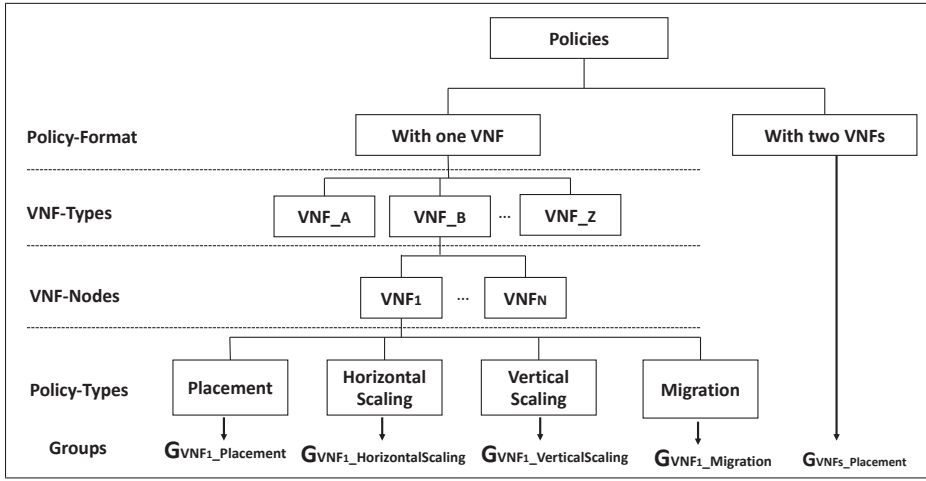 Policies
Policy-Format
With one VNF
With two VNFs
VNF-Types
VNF_A
VNF_B
...
VNF_Z
VNF-Nodes
VNF1
...
VNFN
Policy-Types
Placement
Horizontal
Scaling
Vertical
Scaling
Migration
Groups
GVNF1_Placement
GVNF1_HorizontalScaling
GVNF1_VerticalScaling
GVNF1_Migration
GVNFs_Placement